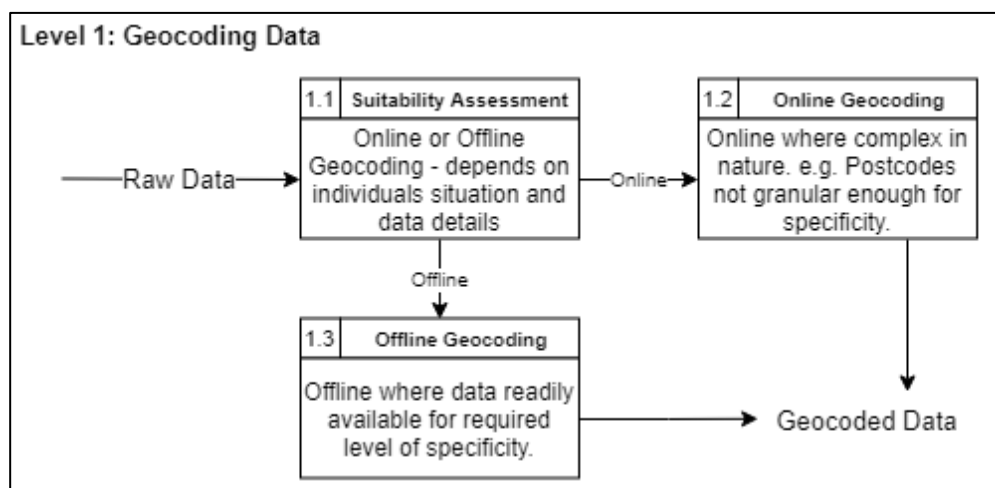 Level 1: Geocoding Data
1.1 Suitability Assessment
Online or Offline
Geocoding - depends on
individuals situation and
data details
1.2 Online Geocoding
Online where complex in
nature. e.g. Postcodes
not granular enough for
specificity.
Raw Data
Online
Offline
1.3 Offline Geocoding
Offline where data readily
available for required
level of specificity.
Geocoded Data